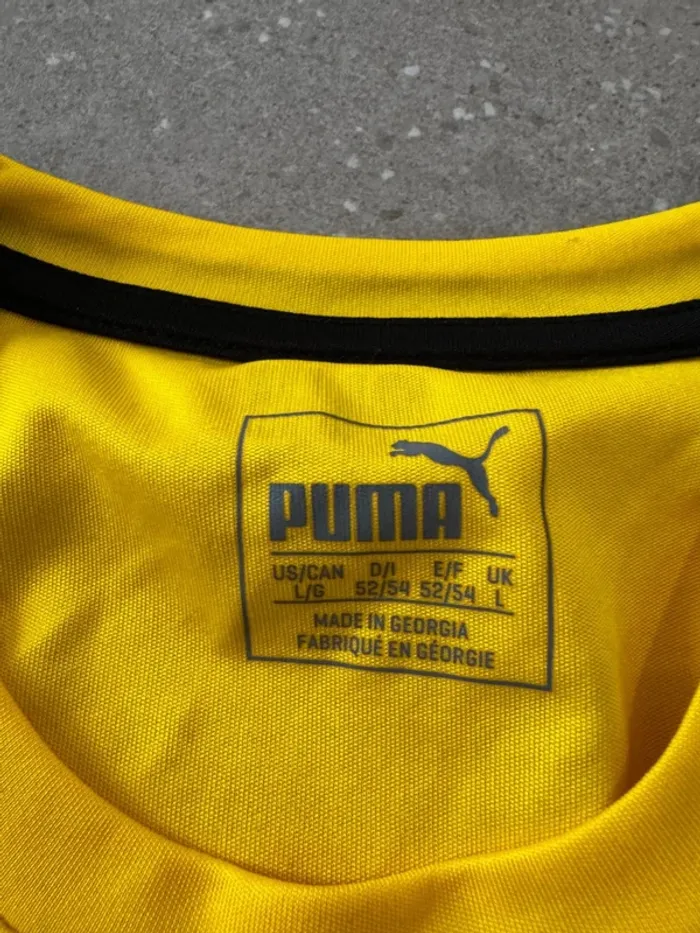 PUMA
US/CAN D/I E/F UK
L/G 52/54 52/54 L
MADE IN GEORGIA
FABRIQUÉ EN GÉORGIE